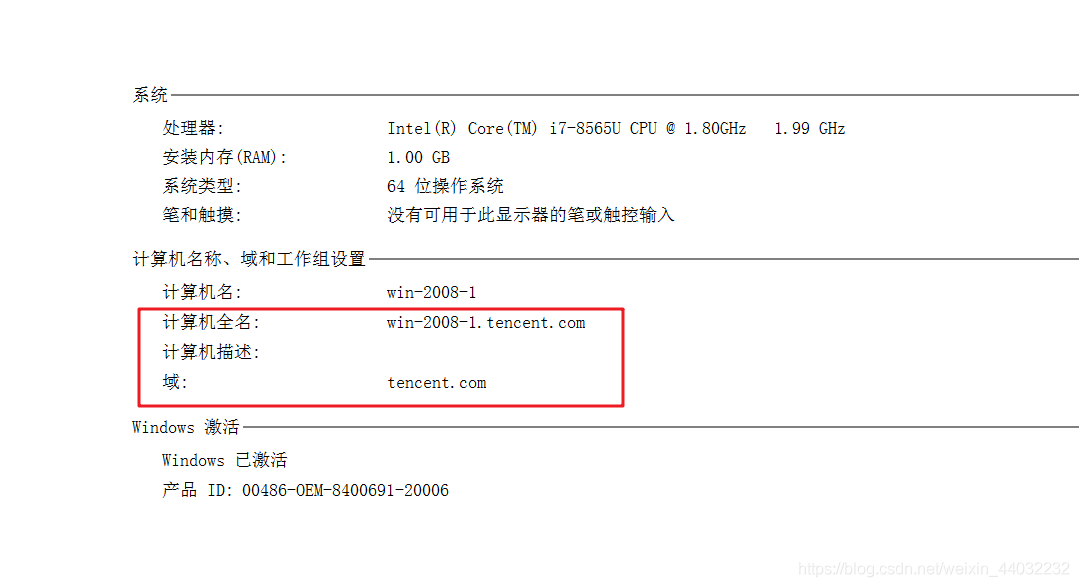 系统
处理器: Intel(R) Core(TM) i7-8565U CPU @ 1.80GHz 1.99 GHz
安装内存(RAM): 1.00 GB
系统类型: 64 位操作系统
笔和触摸: 没有可用于此显示器的笔或触控输入
计算机名称、域和工作组设置
计算机名: win-2008-1
计算机全名: win-2008-1.tencent.com
计算机描述:
域: tencent.com
Windows 激活
Windows 已激活
产品 ID: 00486-OEM-8400691-20006
https://blog.csdn.net/weixin_44032232